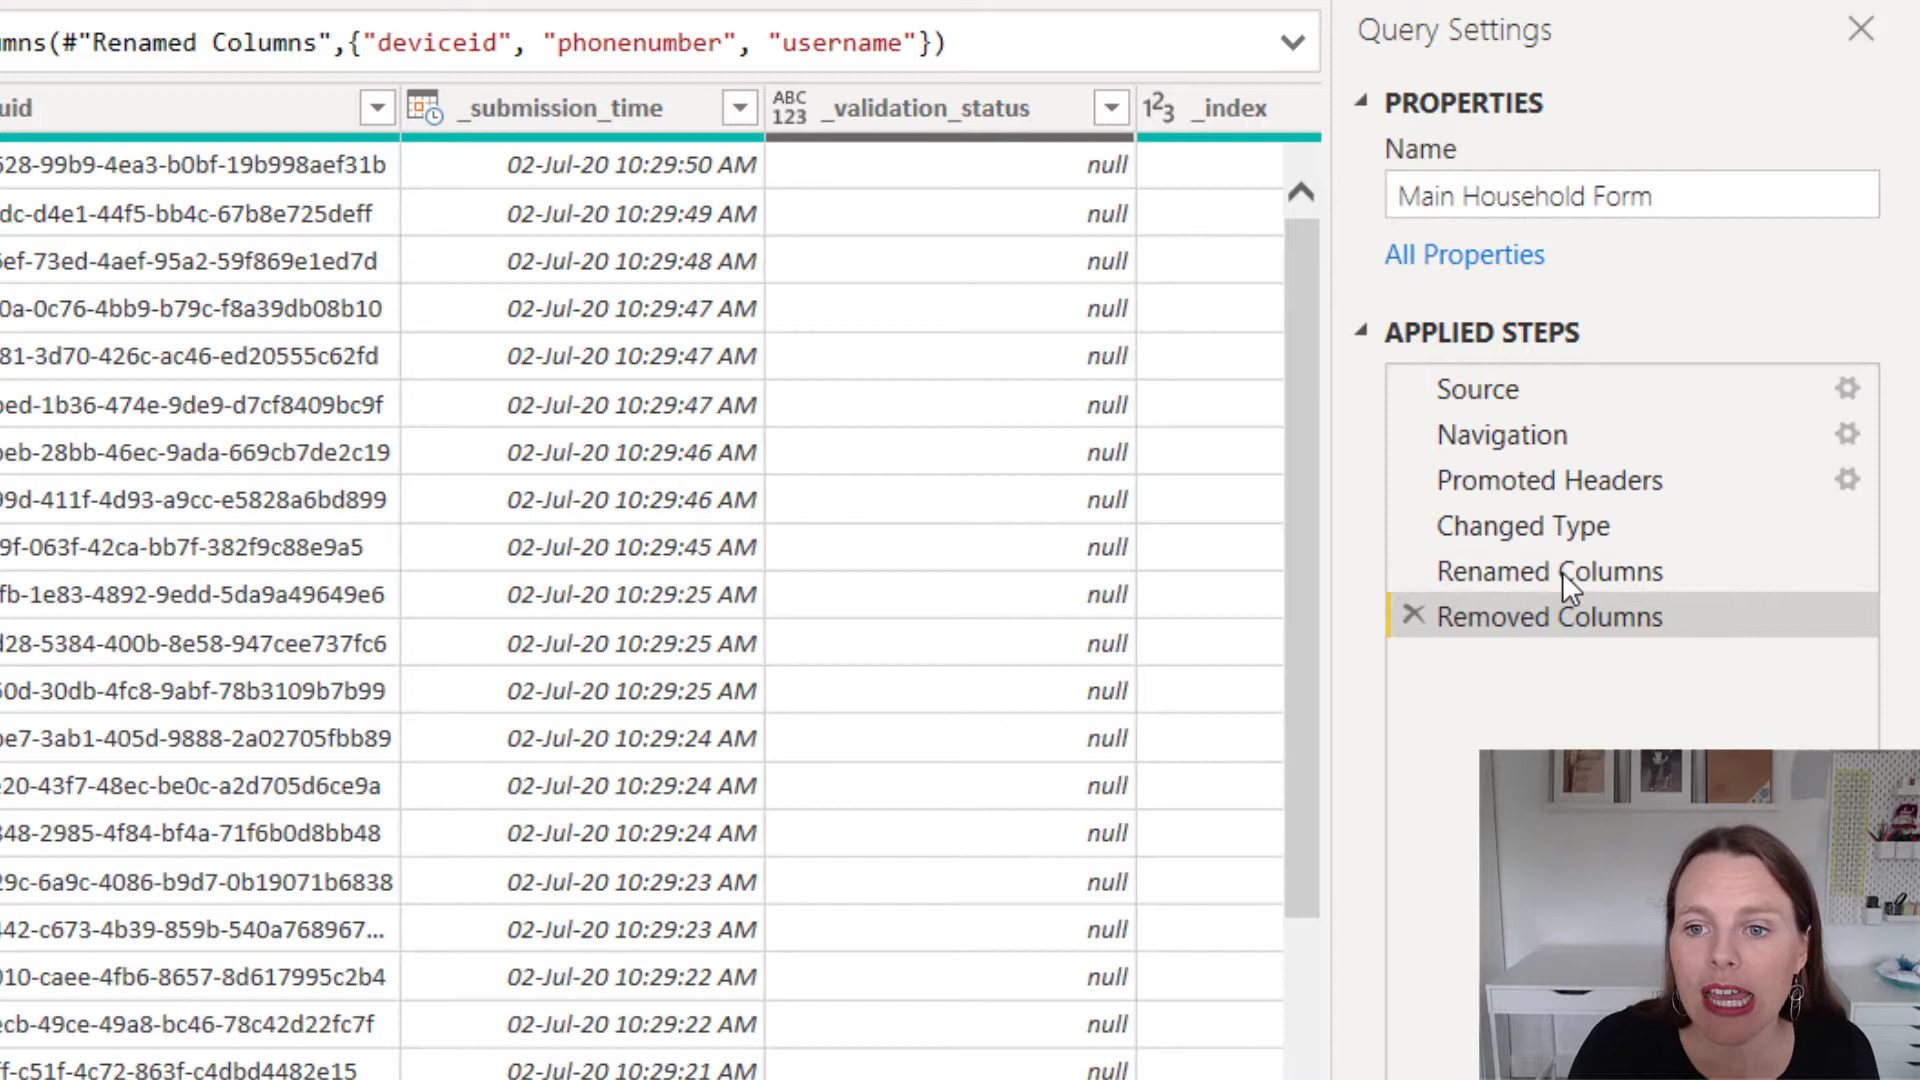 mns(#"Renamed Columns",{"deviceid", "phonenumber", "username"})
uid
_submission_time
ABC 123 _validation_status
123 _index
528-99b9-4ea3-b0bf-19b998aef31b 02-Jul-20 10:29:50 AM null
dc-d4e1-44f5-bb4c-67b8e725deff 02-Jul-20 10:29:49 AM null
6ef-73ed-4aef-95a2-59f869e1ed7d 02-Jul-20 10:29:48 AM null
0a-0c76-4bb9-b79c-f8a39db08b10 02-Jul-20 10:29:47 AM null
81-3d70-426c-ac46-ed20555c62fd 02-Jul-20 10:29:47 AM null
bed-1b36-474e-9de9-d7cf8409bc9f 02-Jul-20 10:29:47 AM null
beb-28bb-46ec-9ada-669cb7de2c19 02-Jul-20 10:29:46 AM null
99d-411f-4d93-a9cc-e5828a6bd899 02-Jul-20 10:29:46 AM null
9f-063f-42ca-bb7f-382f9c88e9a5 02-Jul-20 10:29:45 AM null
fb-1e83-4892-9edd-5da9a49649e6 02-Jul-20 10:29:25 AM null
d28-5384-400b-8e58-947cee737fc6 02-Jul-20 10:29:25 AM null
60d-30db-4fc8-9abf-78b3109b7b99 02-Jul-20 10:29:25 AM null
be7-3ab1-405d-9888-2a02705fbb89 02-Jul-20 10:29:24 AM null
e20-43f7-48ec-be0c-a2d705d6ce9a 02-Jul-20 10:29:24 AM null
848-2985-4f84-bf4a-71f6b0d8bb48 02-Jul-20 10:29:24 AM null
29c-6a9c-4086-b9d7-0b19071b6838 02-Jul-20 10:29:23 AM null
442-c673-4b39-859b-540a768967... 02-Jul-20 10:29:23 AM null
010-caee-4fb6-8657-8d617995c2b4 02-Jul-20 10:29:22 AM null
ecb-49ce-49a8-bc46-78c42d22fc7f 02-Jul-20 10:29:22 AM null
ff-c51f-4c72-863f-c4dbd4482e15 02-Jul-20 10:29:21 AM null
Query Settings
PROPERTIES
Name
Main Household Form
All Properties
APPLIED STEPS
Source
Navigation
Promoted Headers
Changed Type
Renamed Columns
Removed Columns